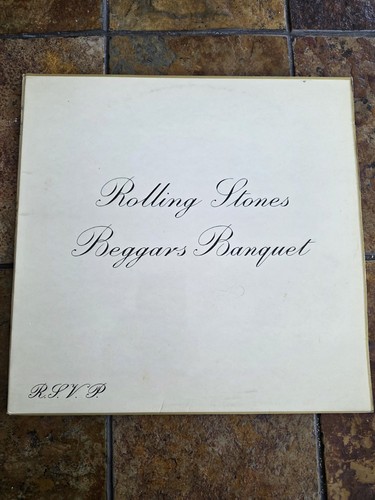 Rolling Stones
Beggars Banquet
R.S.V.P